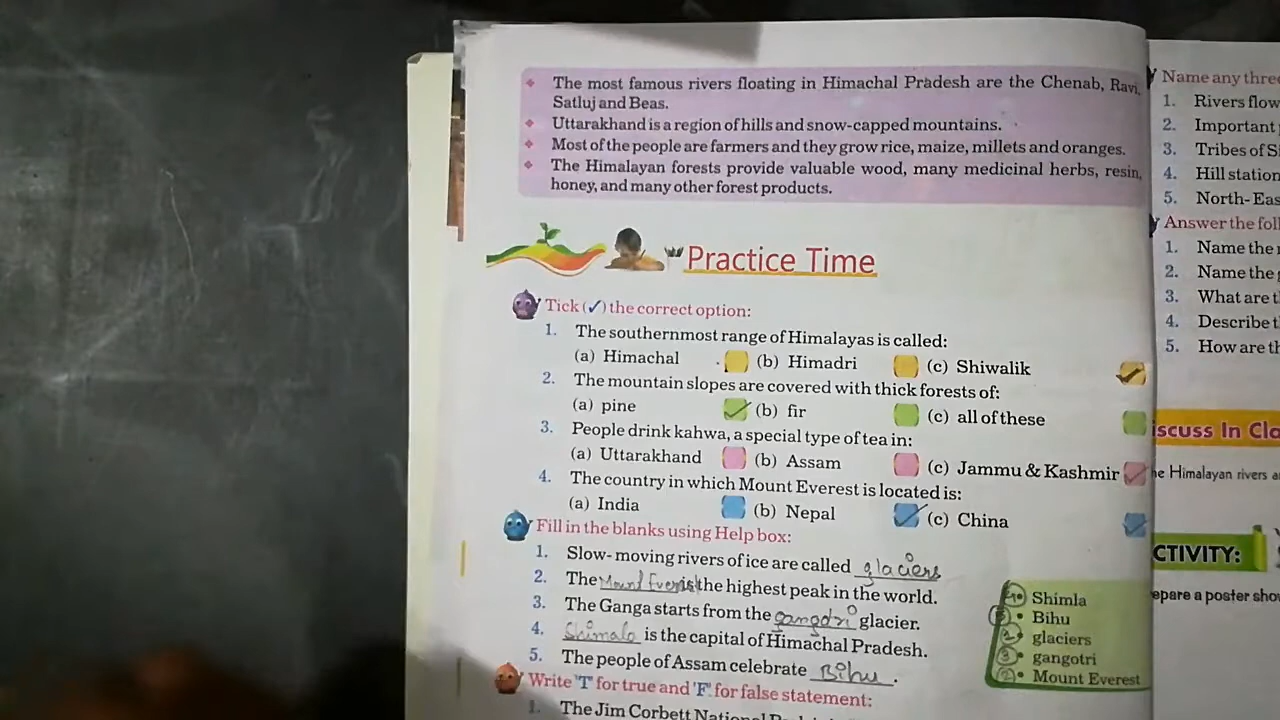 The most famous rivers floating in Himachal Pradesh are the Chenab, Ravi,
Satluj and Beas.
Uttarakhand is a region of hills and snow-capped mountains.
Most of the people are farmers and they grow rice, maize, millets and oranges.
The Himalayan forests provide valuable wood, many medicinal herbs, resin,
honey, and many other forest products.
Practice Time
Tick (✓) the correct option:
1. The southernmost range of Himalayas is called:
(a) Himachal (b) Himadri (c) Shiwalik ✓
2. The mountain slopes are covered with thick forests of:
(a) pine ✓ (b) fir (c) all of these
3. People drink kahwa, a special type of tea in:
(a) Uttarakhand (b) Assam (c) Jammu & Kashmir ✓
4. The country in which Mount Everest is located is:
(a) India (b) Nepal ✓ (c) China ✓
Fill in the blanks using Help box:
1. Slow- moving rivers of ice are called glaciers
2. The Mount Everest the highest peak in the world.
3. The Ganga starts from the gangotri glacier.
4. Shimala is the capital of Himachal Pradesh.
5. The people of Assam celebrate Bihu.
Shimla
Bihu
glaciers
gangotri
Mount Everest
Write 'T' for true and 'F' for false statement:
1. The Jim Corbett National
Name any three
1. Rivers flow
2. Important
3. Tribes of
4. Hill station
5. North-Eas
Answer the fol
1. Name the
2. Name the
3. What are
4. Describe
5. How are
iscuss In Cla
he Himalayan rivers
CTIVITY:
epare a poster sho